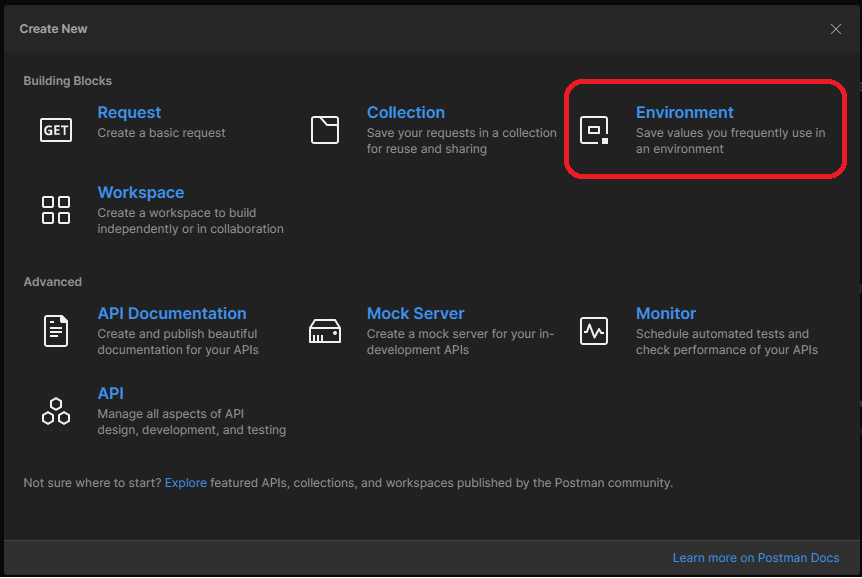 Create New
Building Blocks
GET
Request
Create a basic request
Collection
Save your requests in a collection
for reuse and sharing
Environment
Save values you frequently use in
an environment
Workspace
Create a workspace to build
independently or in collaboration
Advanced
API Documentation
Create and publish beautiful
documentation for your APIs
Mock Server
Create a mock server for your in-
development APIs
Monitor
Schedule automated tests and
check performance of your APIs
API
Manage all aspects of API
design, development, and testing
Not sure where to start? Explore featured APIs, collections, and workspaces published by the Postman community.
Learn more on Postman Docs